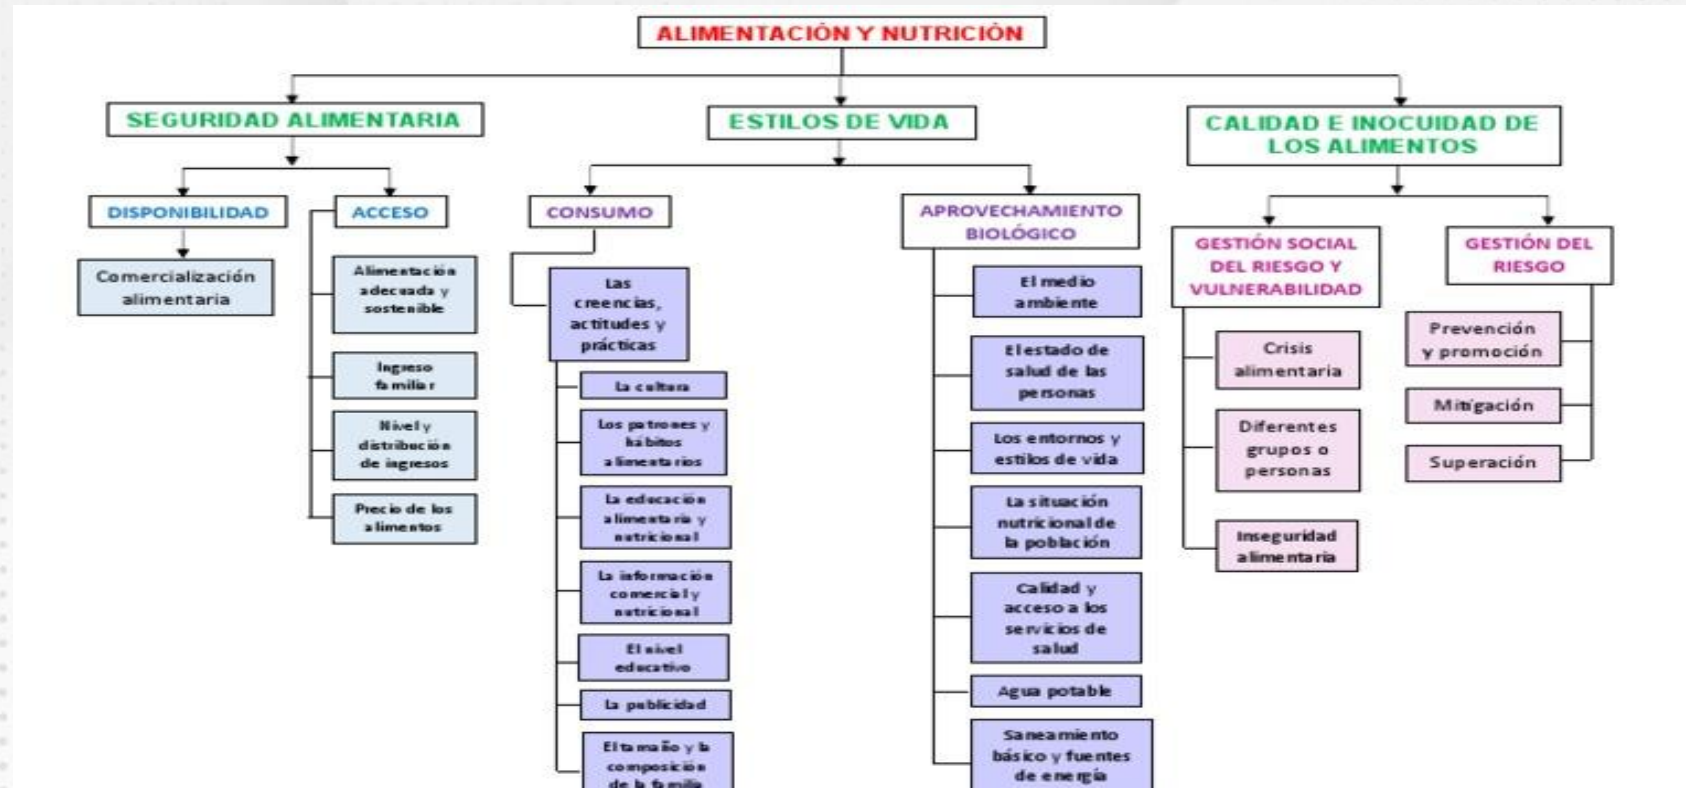 ALIMENTACIÓN Y NUTRICIÓN
SEGURIDAD ALIMENTARIA
DISPONIBILIDAD
Comercialización
alimentaria
ACCESO
Alimentación
adecuada y
sostenible
Ingreso
familiar
Nivel y
distribución
de ingresos
Precio de los
alimentos
ESTILOS DE VIDA
CONSUMO
Las
creencias,
actitudes y
prácticas
La cultura
Los patrones y
hábitos
alimentarios
La educación
alimentaria y
nutricional
La información
comercial y
nutricional
El nivel
educativo
La publicidad
El tamaño y la
composición
de la familia
APROVECHAMIENTO
BIOLÓGICO
El medio
ambiente
El estado de
salud de las
personas
Los entornos y
estilos de vida
La situación
nutricional de
la población
Calidad y
acceso a los
servicios de
salud
Agua potable
Saneamiento
básico y fuentes
de energía
CALIDAD E INOCUIDAD DE
LOS ALIMENTOS
GESTIÓN SOCIAL
DEL RIESGO Y
VULNERABILIDAD
Crisis
alimentaria
Diferentes
grupos o
personas
Inseguridad
alimentaria
GESTIÓN DEL
RIESGO
Prevención
y promoción
Mitigación
Superación